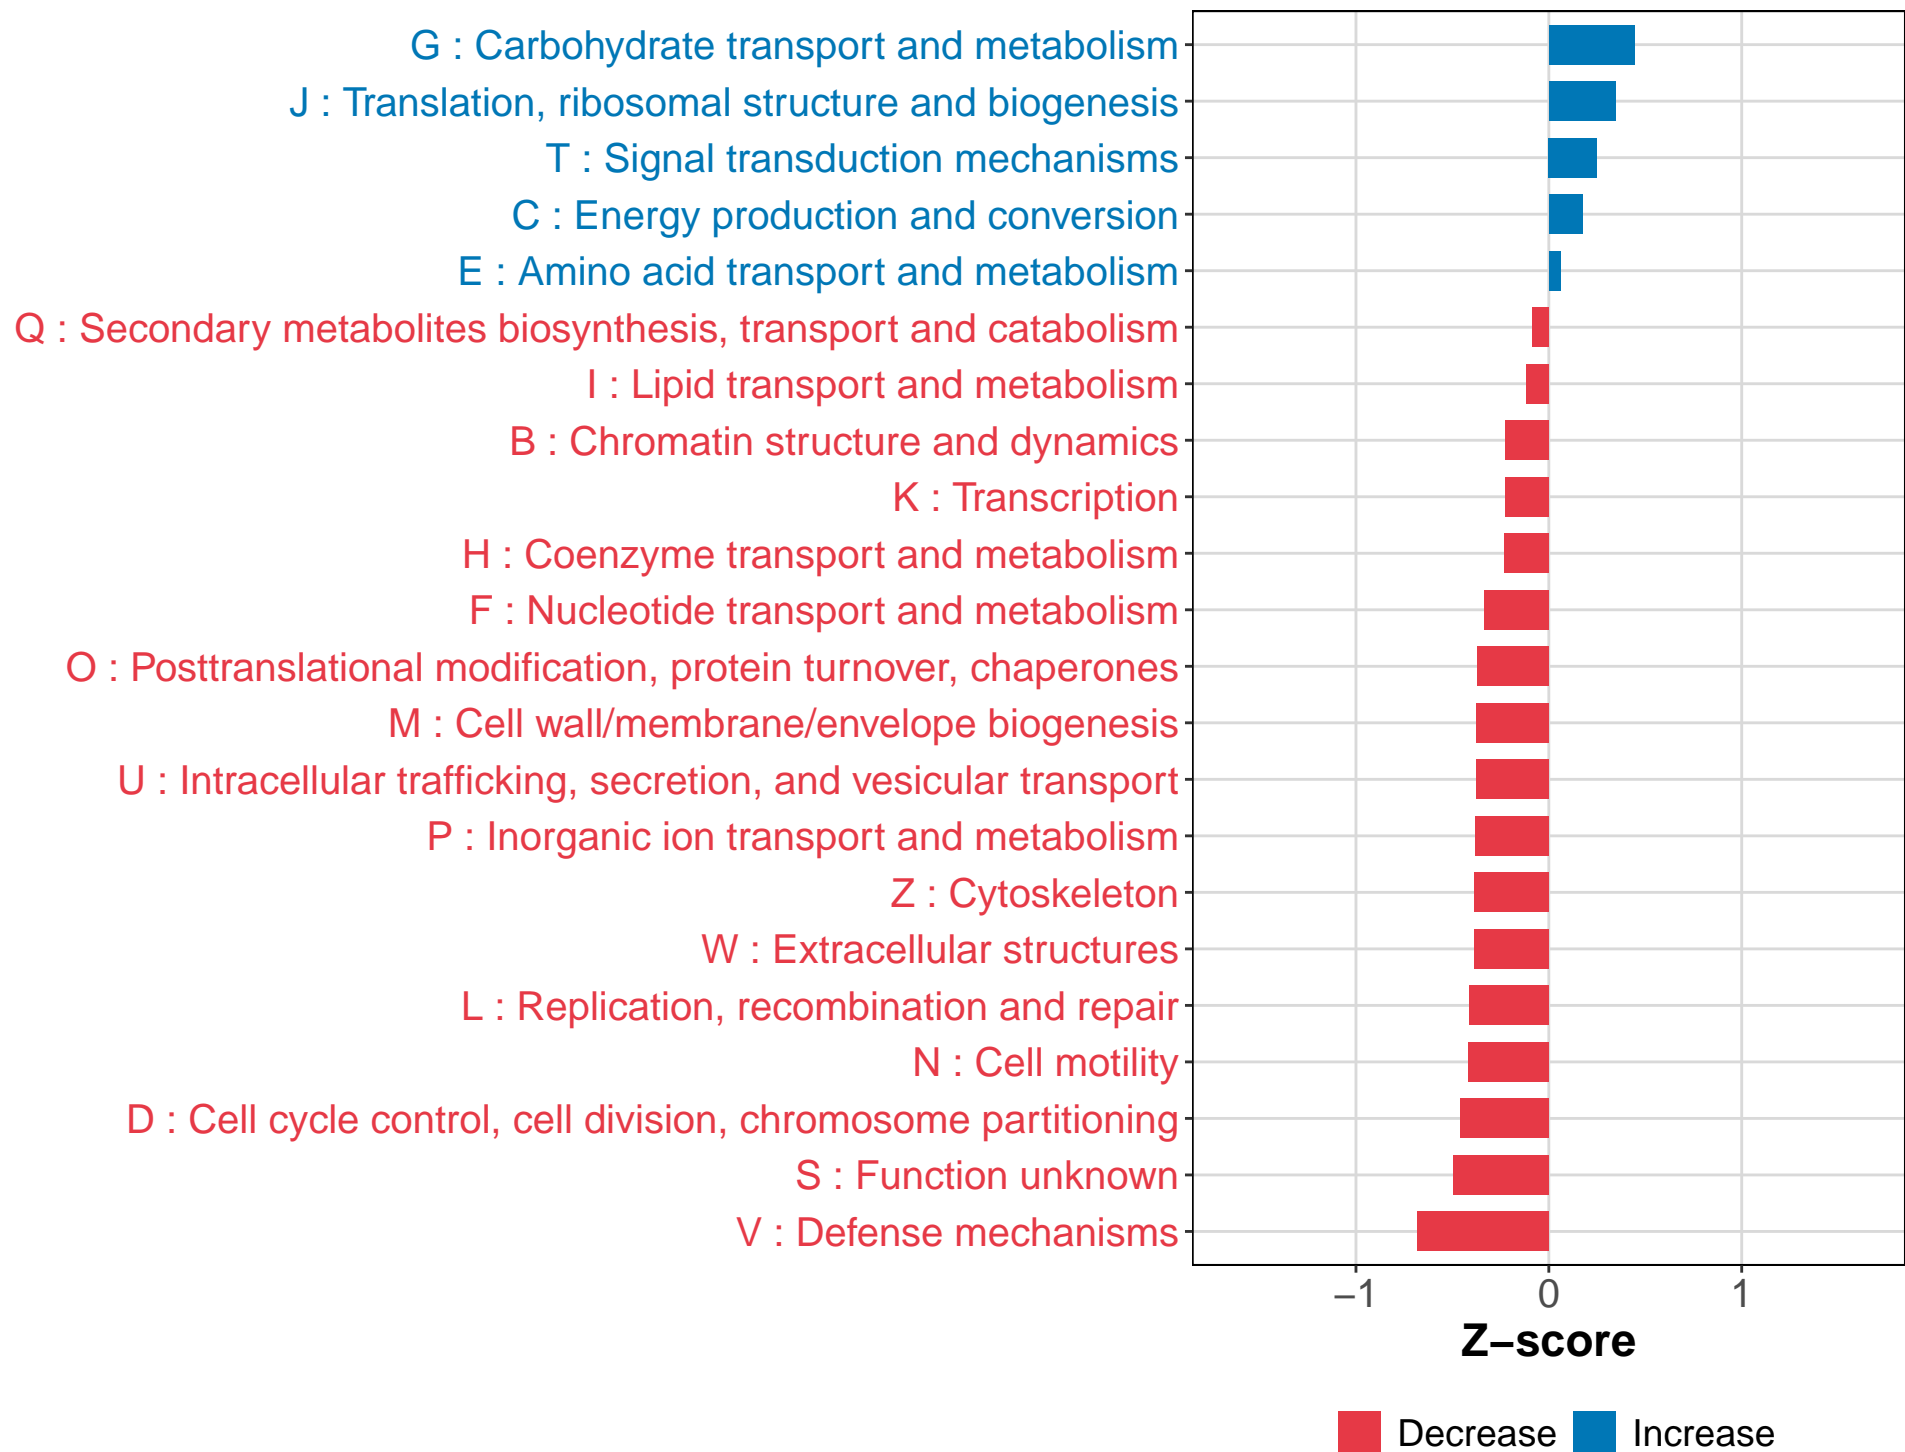 G : Carbohydrate transport and metabolism
J : Translation, ribosomal structure and biogenesis
T : Signal transduction mechanisms
C : Energy production and conversion
E : Amino acid transport and metabolism
Q : Secondary metabolites biosynthesis, transport and catabolism
I : Lipid transport and metabolism
B : Chromatin structure and dynamics
K : Transcription
H : Coenzyme transport and metabolism
F : Nucleotide transport and metabolism
O : Posttranslational modification, protein turnover, chaperones
M : Cell wall/membrane/envelope biogenesis
U : Intracellular trafficking, secretion, and vesicular transport
P : Inorganic ion transport and metabolism
Z : Cytoskeleton
W : Extracellular structures
L : Replication, recombination and repair
N : Cell motility
D : Cell cycle control, cell division, chromosome partitioning
S : Function unknown
V : Defense mechanisms
−1 0 1
Z−score
Decrease Increase